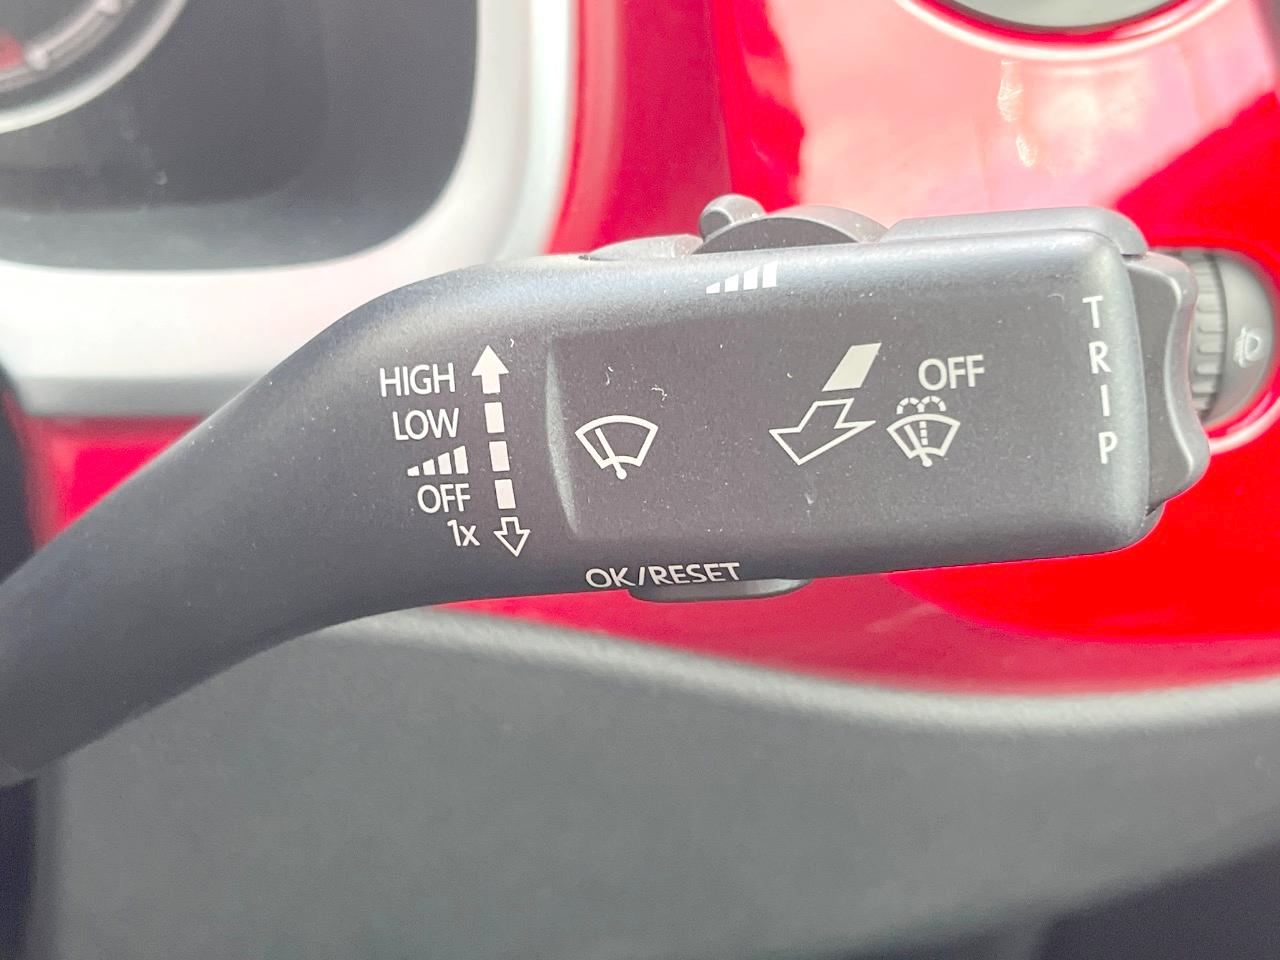 HIGH
LOW
OFF
1x
OFF
TRIP
OK/RESET